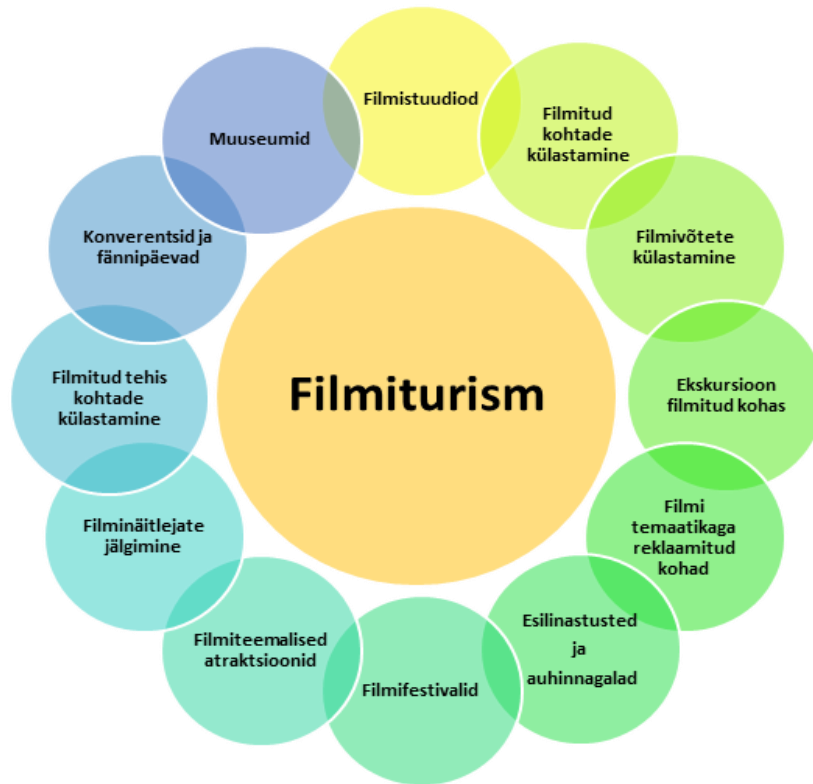 Filmistuudiod
Filmitud
kohtade
külastamine
Filmivõtete
külastamine
Ekskursioon
filmitud kohas
Filmi
temaatikaga
reklaamitud
kohad
Esilinastusted
ja
auhinnagalad
Filmifestivalid
Filmiteemalised
atraktsioonid
Filminäitlejate
jälgimine
Filmitud tehis
kohtade
külastamine
Konverentsid ja
fännipäevad
Muuseumid
Filmiturism